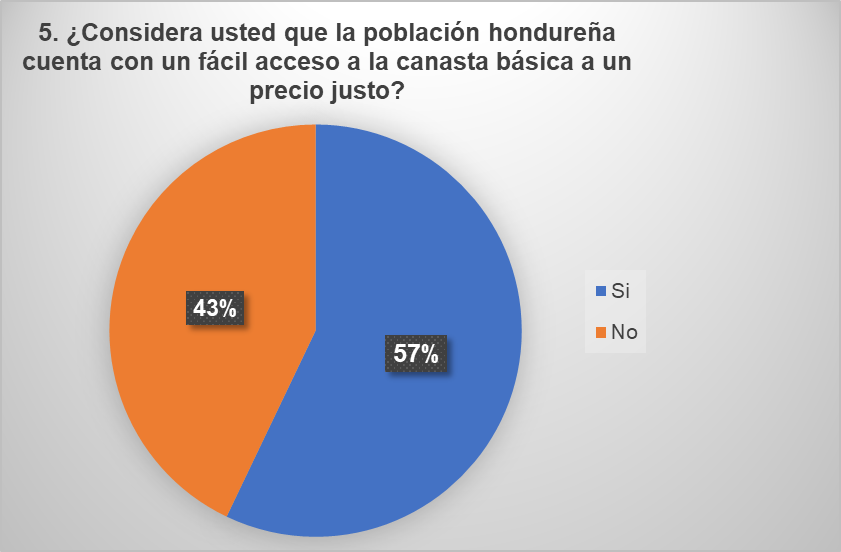 5. ¿Considera usted que la población hondureña
cuenta con un fácil acceso a la canasta básica a un
precio justo?
43%
57%
Si
No